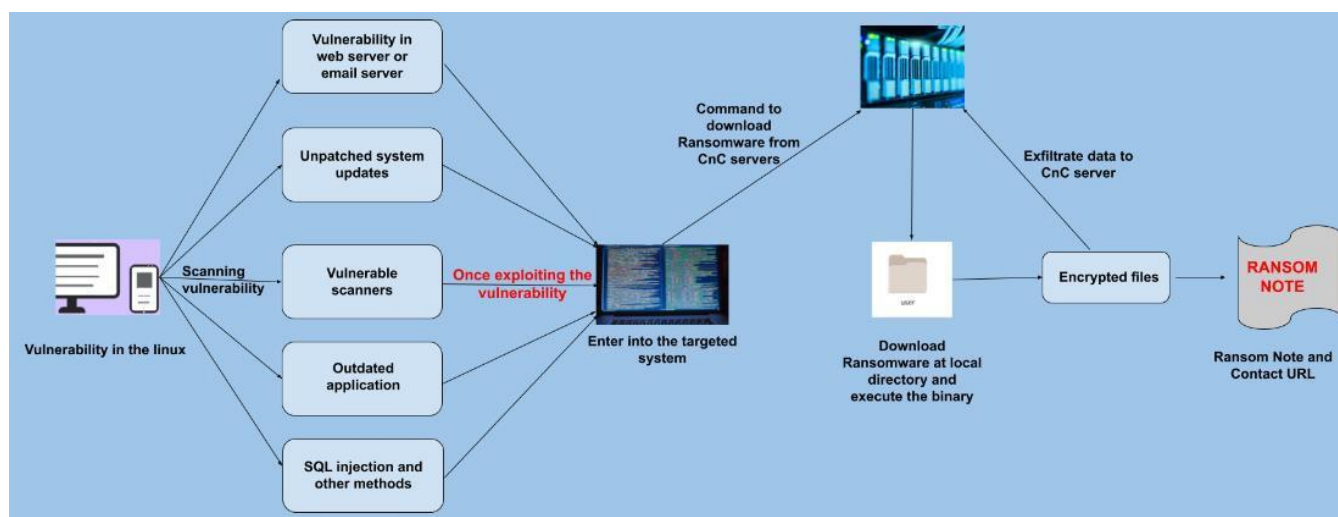 Vulnerability in
web server or
email server
Unpatched system
updates
Scanning
vulnerability
Vulnerable
scanners
Once exploiting the
vulnerability
Outdated
application
SQL injection and
other methods
Vulnerability in the linux
Enter into the targeted
system
Command to
download
Ransomware from
CnC servers
Exfiltrate data to
CnC server
USER
Download
Ransomware at local
directory and
execute the binary
Encrypted files
RANSOM
NOTE
Ransom Note and
Contact URL